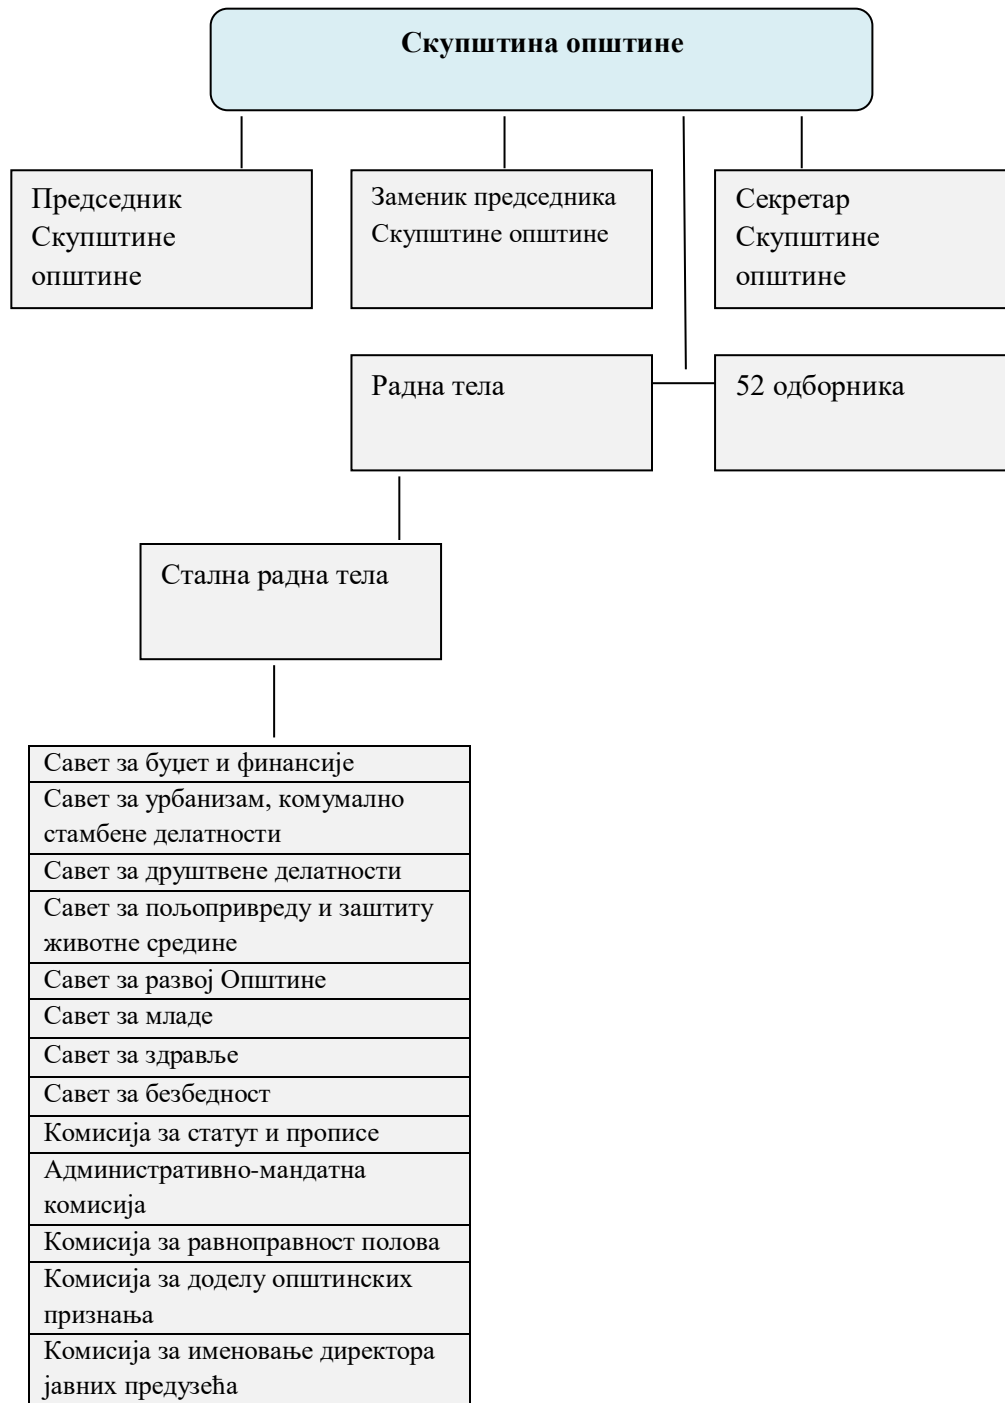 Скупштина општине
Председник
Скупштине
општине
Заменик председника
Скупштине општине
Секретар
Скупштине
општине
Радна тела
52 одборника
Стална радна тела
Савет за буџет и финансије
Савет за урбанизам, комумално
стамбене делатности
Савет за друштвене делатности
Савет за пољопривреду и заштиту
животне средине
Савет за развој Општине
Савет за младе
Савет за здравље
Савет за безбедност
Комисија за статут и прописе
Административно-мандатна
комисија
Комисија за равноправност полова
Комисија за доделу општинских
признања
Комисија за именовање директора
јавних предузећа